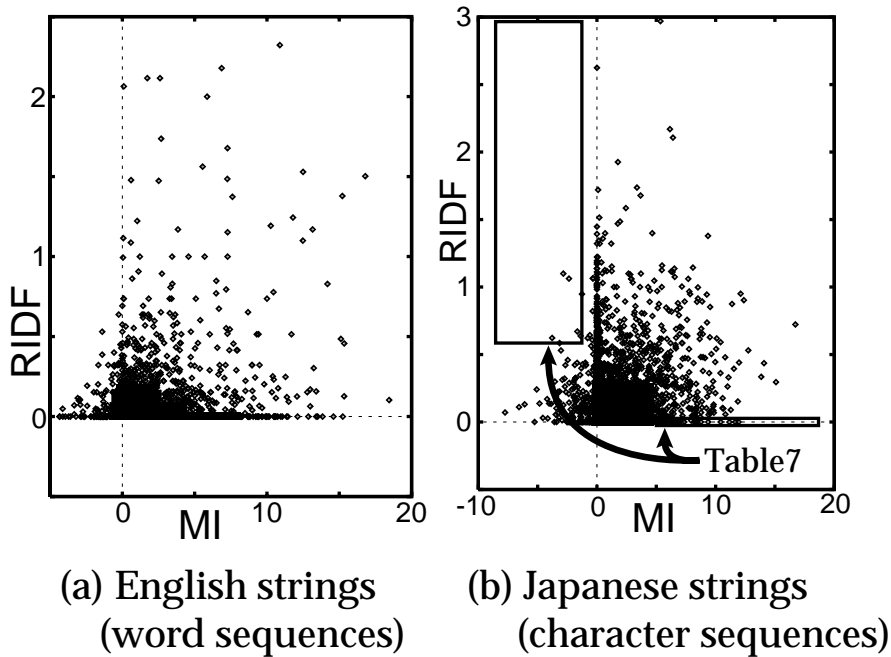 2
1
0
RIDF
0
10
20
MI
3
2
1
0
RIDF
-10
0
10
20
MI
Table7
(a) English strings
(word sequences)
(b) Japanese strings
(character sequences)